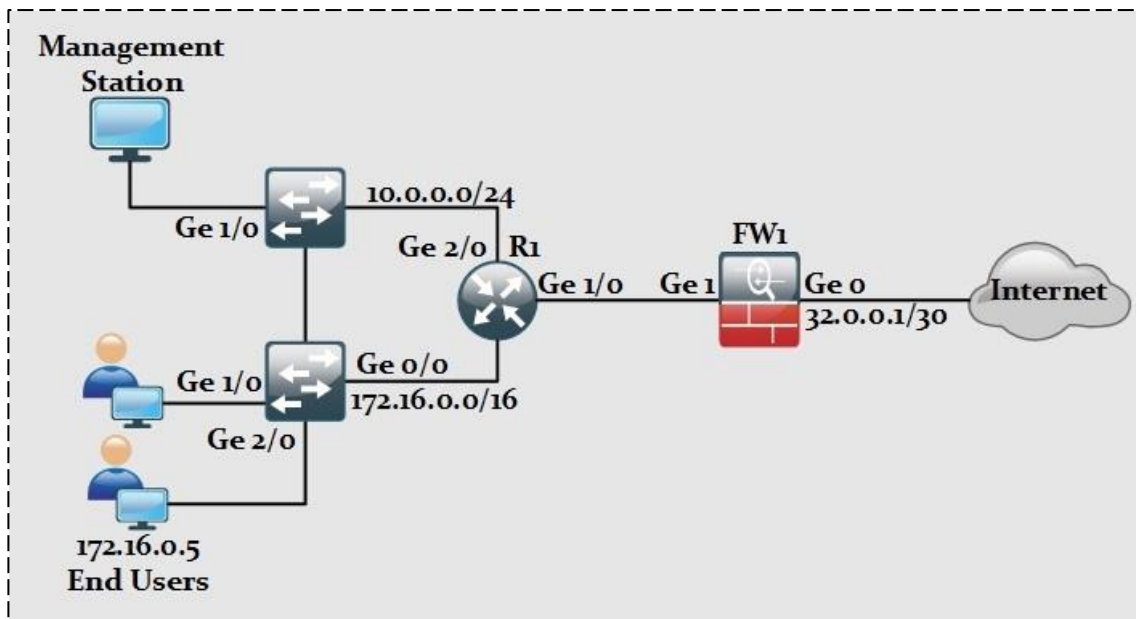 Management
Station
Ge 1/0
10.0.0.0/24
Ge 2/0
R1
Ge 1/0
Ge 1
FW1
Ge 0
32.0.0.1/30
Internet
Ge 1/0
Ge 0/0
172.16.0.0/16
Ge 2/0
172.16.0.5
End Users